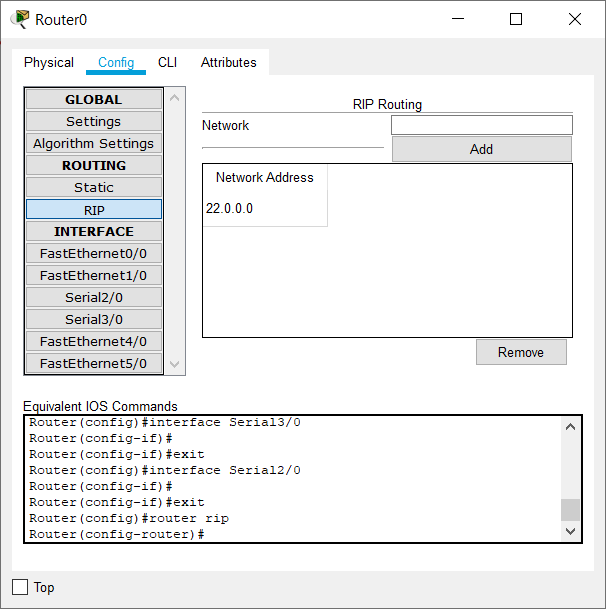 Router0
Physical Config CLI Attributes
GLOBAL
Settings
Algorithm Settings
ROUTING
Static
RIP
INTERFACE
FastEthernet0/0
FastEthernet1/0
Serial2/0
Serial3/0
FastEthernet4/0
FastEthernet5/0
RIP Routing
Network
Add
Network Address
22.0.0.0
Remove
Equivalent IOS Commands
Router(config)#interface Serial3/0
Router(config-if)#
Router(config-if)#exit
Router(config)#interface Serial2/0
Router(config-if)#
Router(config-if)#exit
Router(config)#router rip
Router(config-router)#
Top